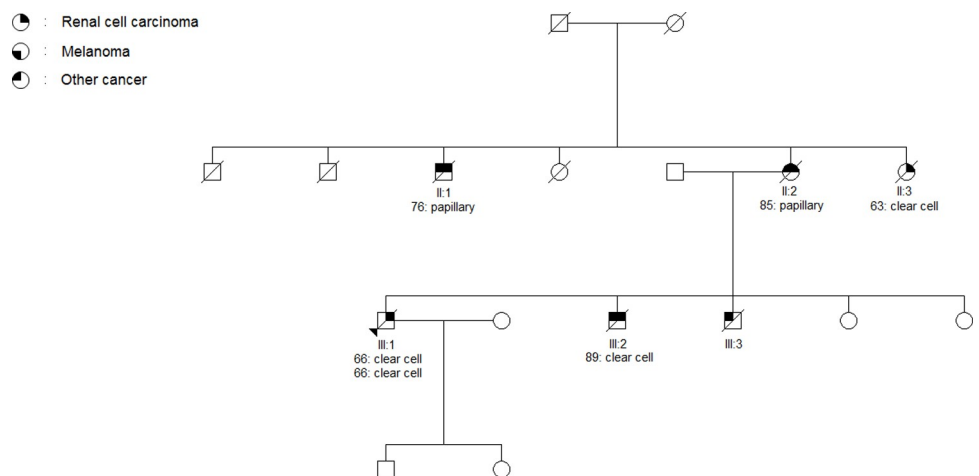 : Renal cell carcinoma
: Melanoma
: Other cancer
II:1
76: papillary
II:2
85: papillary
II:3
63: clear cell
III:1
66: clear cell
66: clear cell
III:2
89: clear cell
III:3